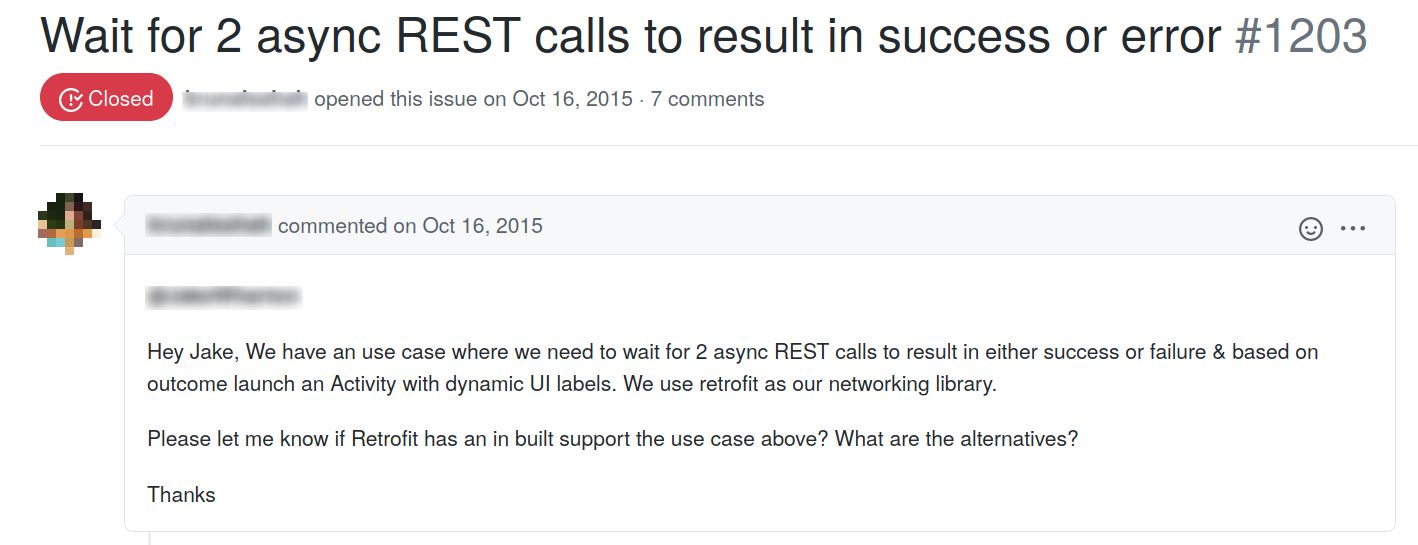 Wait for 2 async REST calls to result in success or error #1203
Closed opened this issue on Oct 16, 2015 · 7 comments
commented on Oct 16, 2015
Hey Jake, We have an use case where we need to wait for 2 async REST calls to result in either success or failure & based on
outcome launch an Activity with dynamic UI labels. We use retrofit as our networking library.
Please let me know if Retrofit has an in built support the use case above? What are the alternatives?
Thanks